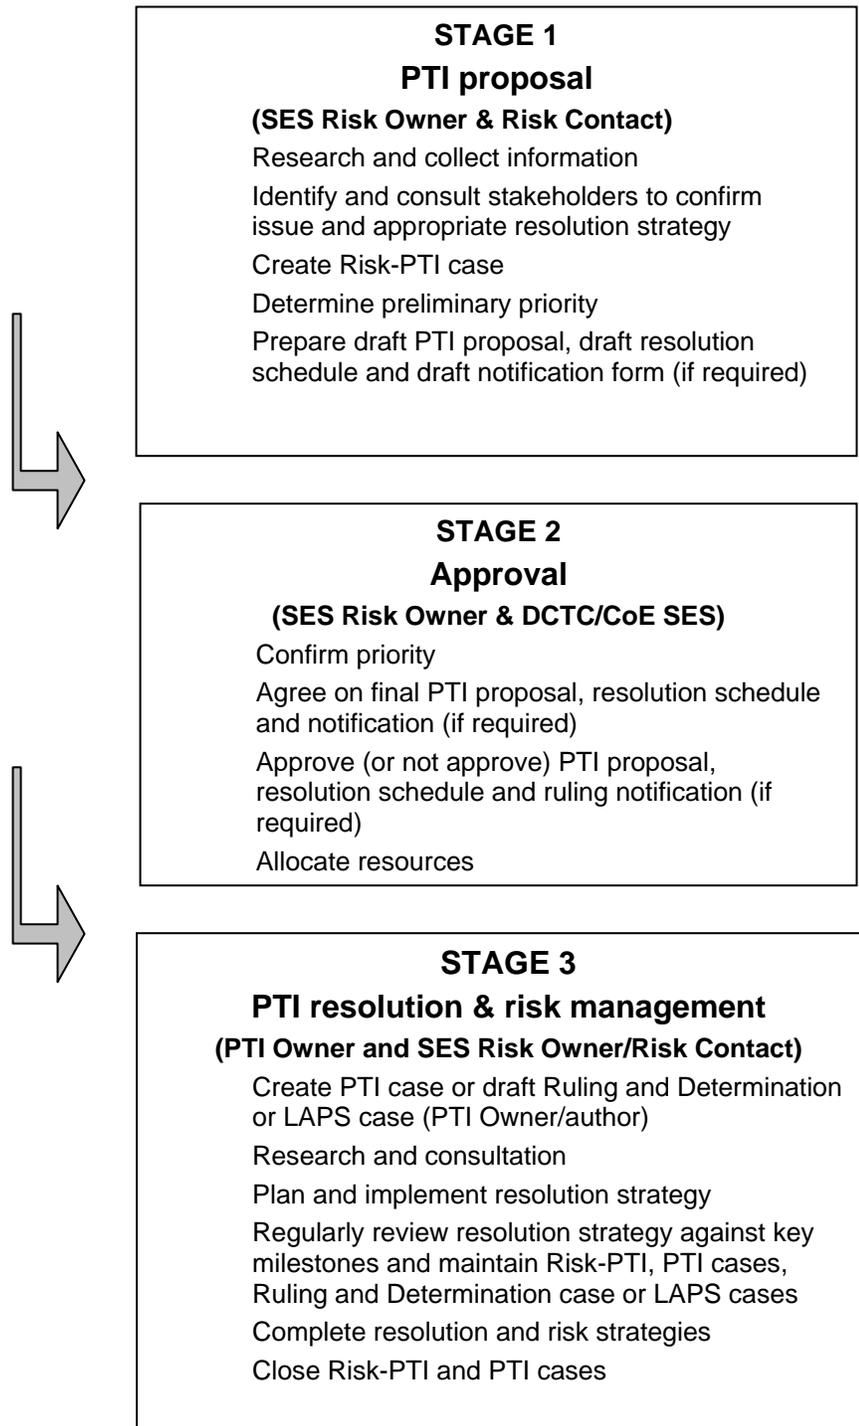 STAGE 1
PTI proposal
(SES Risk Owner & Risk Contact)
Research and collect information
Identify and consult stakeholders to confirm
issue and appropriate resolution strategy
Create Risk-PTI case
Determine preliminary priority
Prepare draft PTI proposal, draft resolution
schedule and draft notification form (if required)
STAGE 2
Approval
(SES Risk Owner & DCTC/CoE SES)
Confirm priority
Agree on final PTI proposal, resolution schedule
and notification (if required)
Approve (or not approve) PTI proposal,
resolution schedule and ruling notification (if
required)
Allocate resources
STAGE 3
PTI resolution & risk management
(PTI Owner and SES Risk Owner/Risk Contact)
Create PTI case or draft Ruling and Determination
or LAPS case (PTI Owner/author)
Research and consultation
Plan and implement resolution strategy
Regularly review resolution strategy against key
milestones and maintain Risk-PTI, PTI cases,
Ruling and Determination case or LAPS cases
Complete resolution and risk strategies
Close Risk-PTI and PTI cases